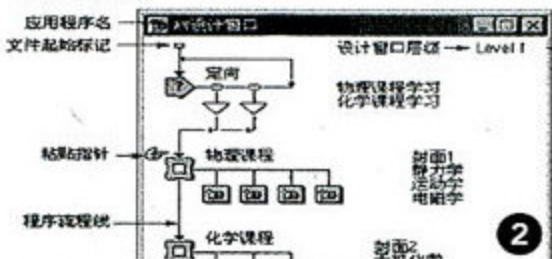 应用程序名
文件起始标记
设计窗口层级 Level 1
定向
?
物理课程学习
化学课程学习
粘贴指针
物理课程
封面1
静力学
运动学
电磁学
程序流程线
化学课程
封面2
2